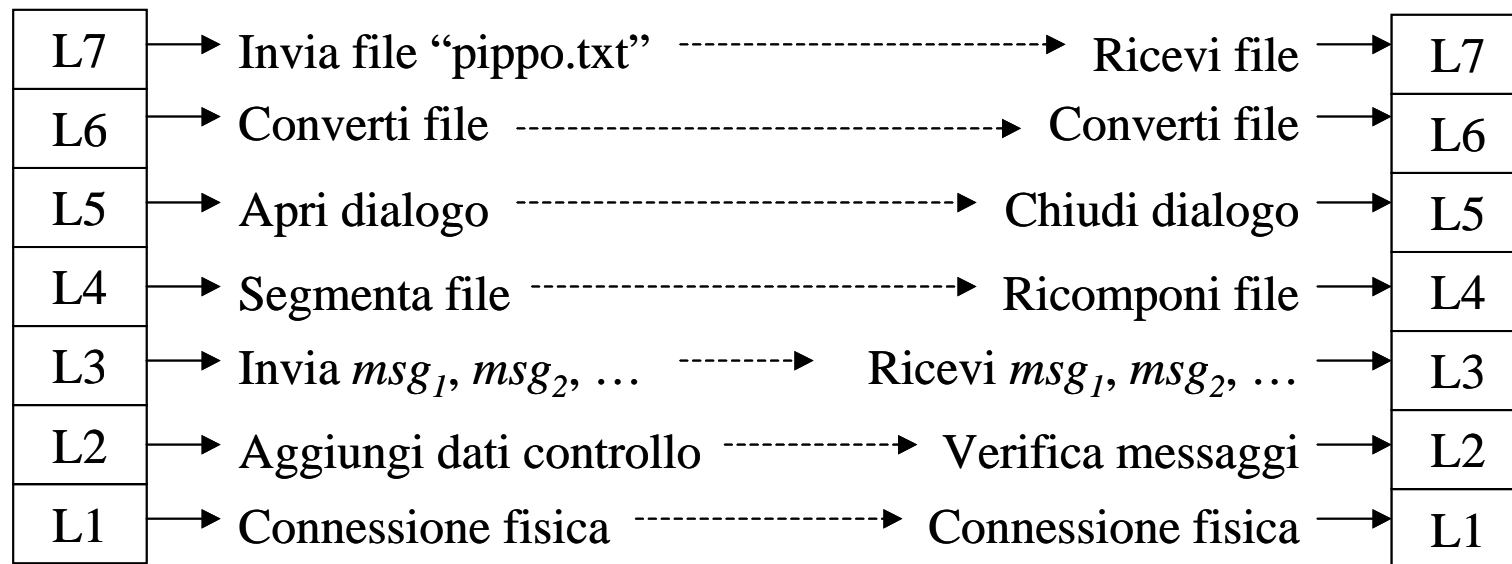 L7 Invia file “pippo.txt” Ricevi file L7
L6 Converti file Converti file L6
L5 Apri dialogo Chiudi dialogo L5
L4 Segmenta file Ricomponi file L4
L3 Invia msg1, msg2, … Ricevi msg1, msg2, … L3
L2 Aggiungi dati controllo Verifica messaggi L2
L1 Connessione fisica Connessione fisica L1